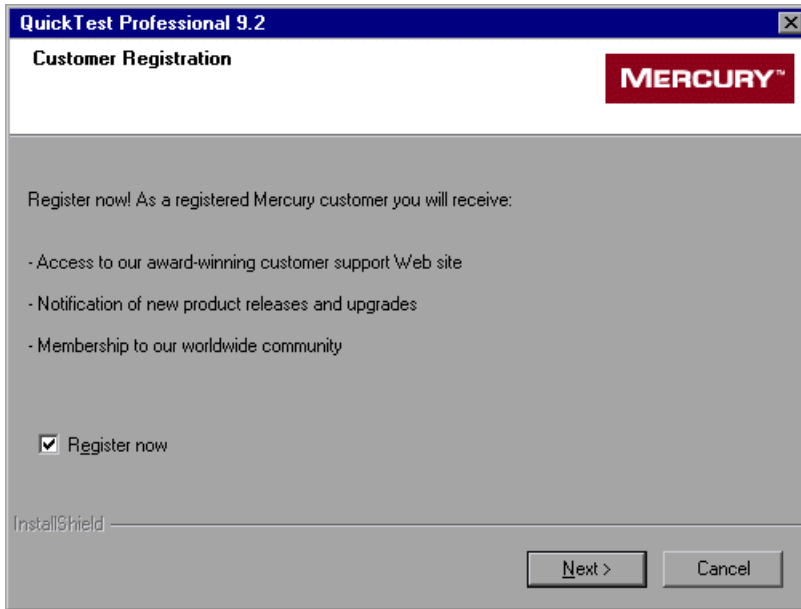 QuickTest Professional 9.2
Customer Registration
MERCURY™
Register now! As a registered Mercury customer you will receive:
- Access to our award-winning customer support Web site
- Notification of new product releases and upgrades
- Membership to our worldwide community
Register now
InstallShield
Next >
Cancel